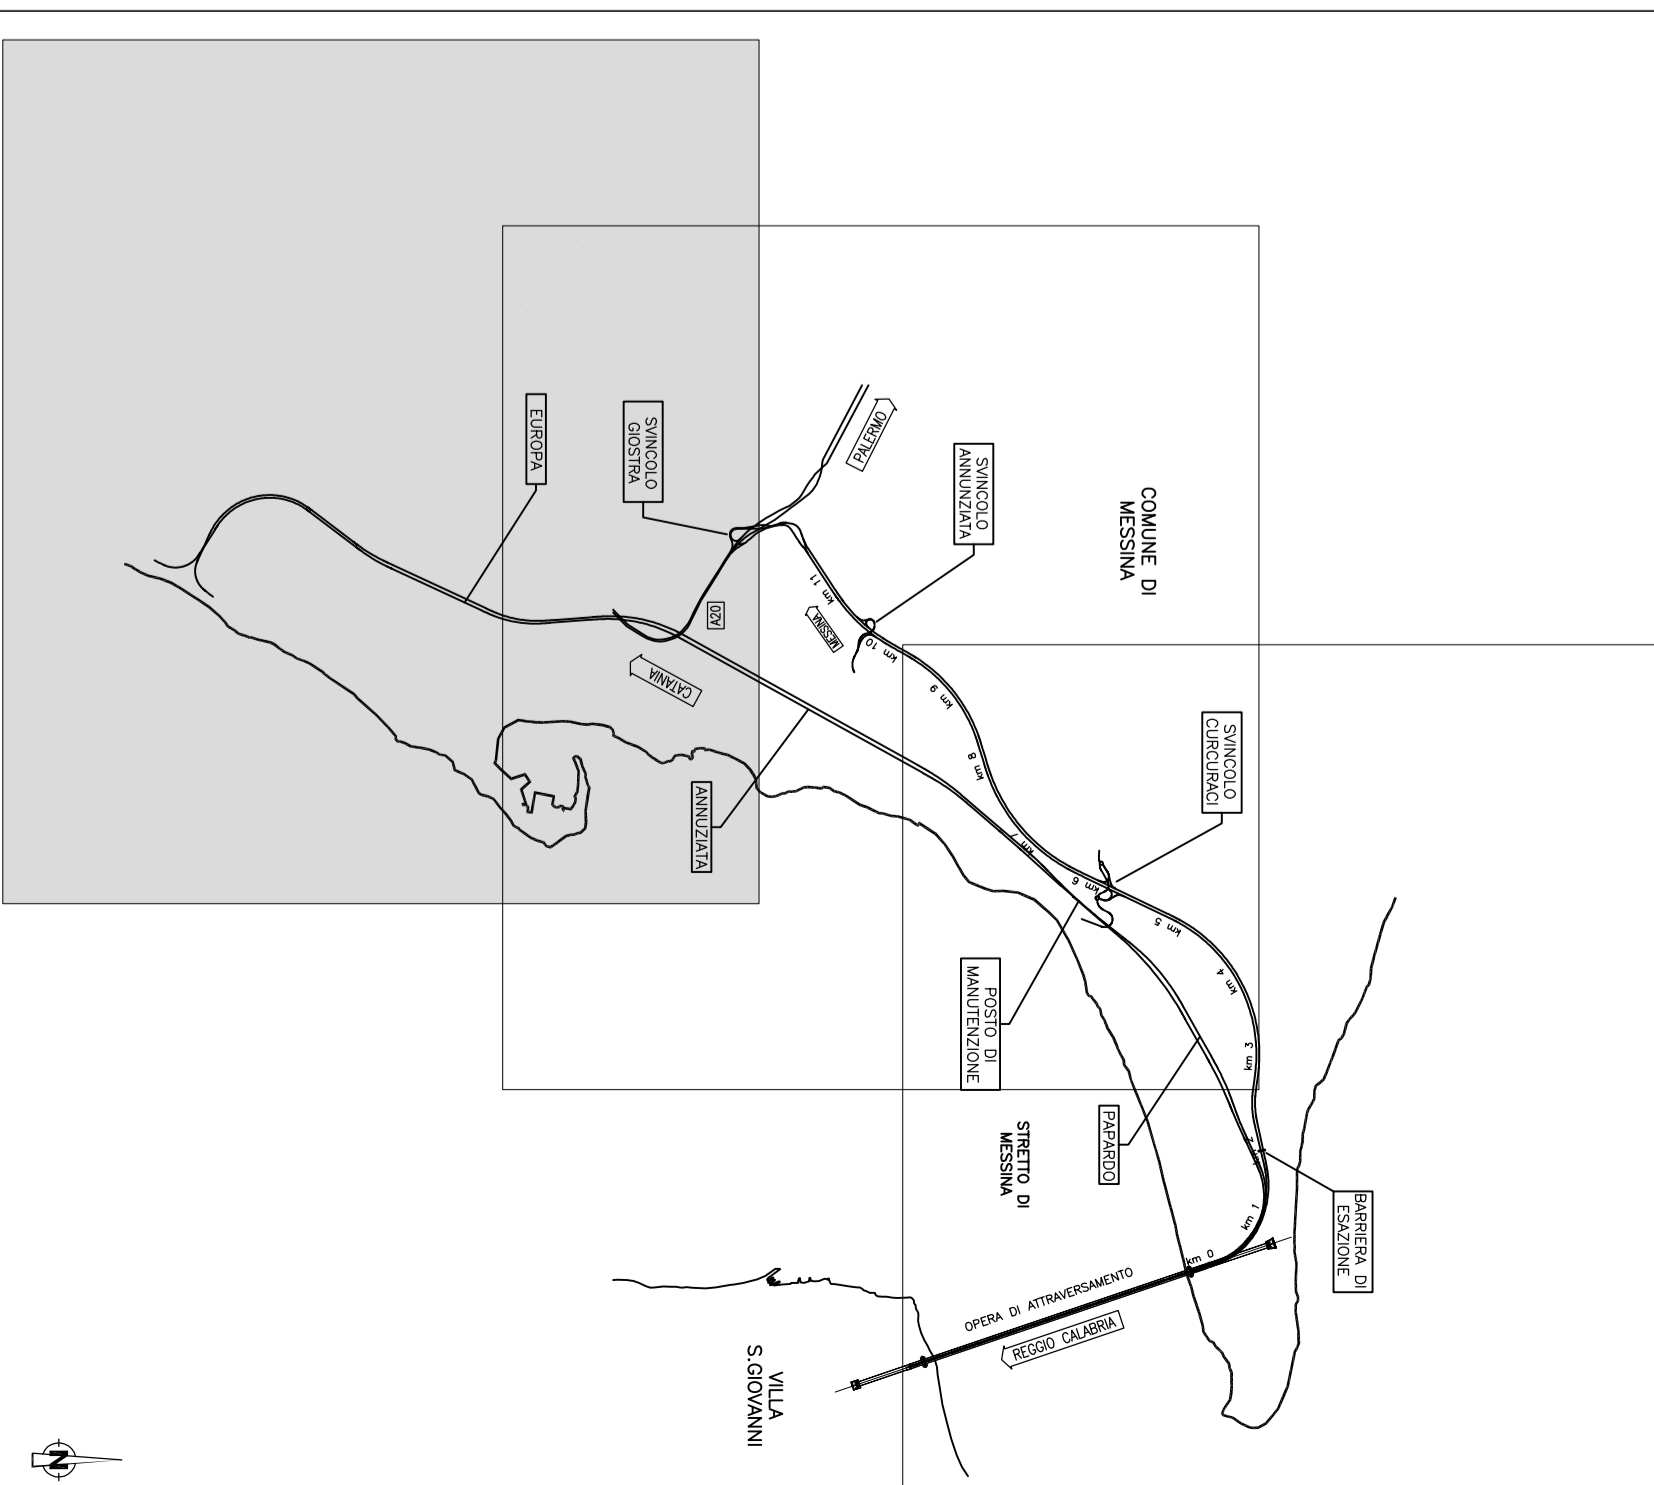 COMUNE DI
MESSINA
SVINCOLO
ANNUNZIATA
PALERMO
SVINCOLO
GIOSTRA
EUROPA
A20
MESSINA
CATANIA
ANNUZIATA
SVINCOLO
CURCURACI
km 11
km 10
km 9
km 8
km 7
km 6
km 5
km 4
km 3
km 2
km 1
km 0
POSTO DI
MANUTENZIONE
PAPARDO
STRETTO DI
MESSINA
BARRIERA DI
ESAZIONE
OPERA DI ATTRAVERSAMENTO
REGGIO CALABRIA
VILLA
S.GIOVANNI
N